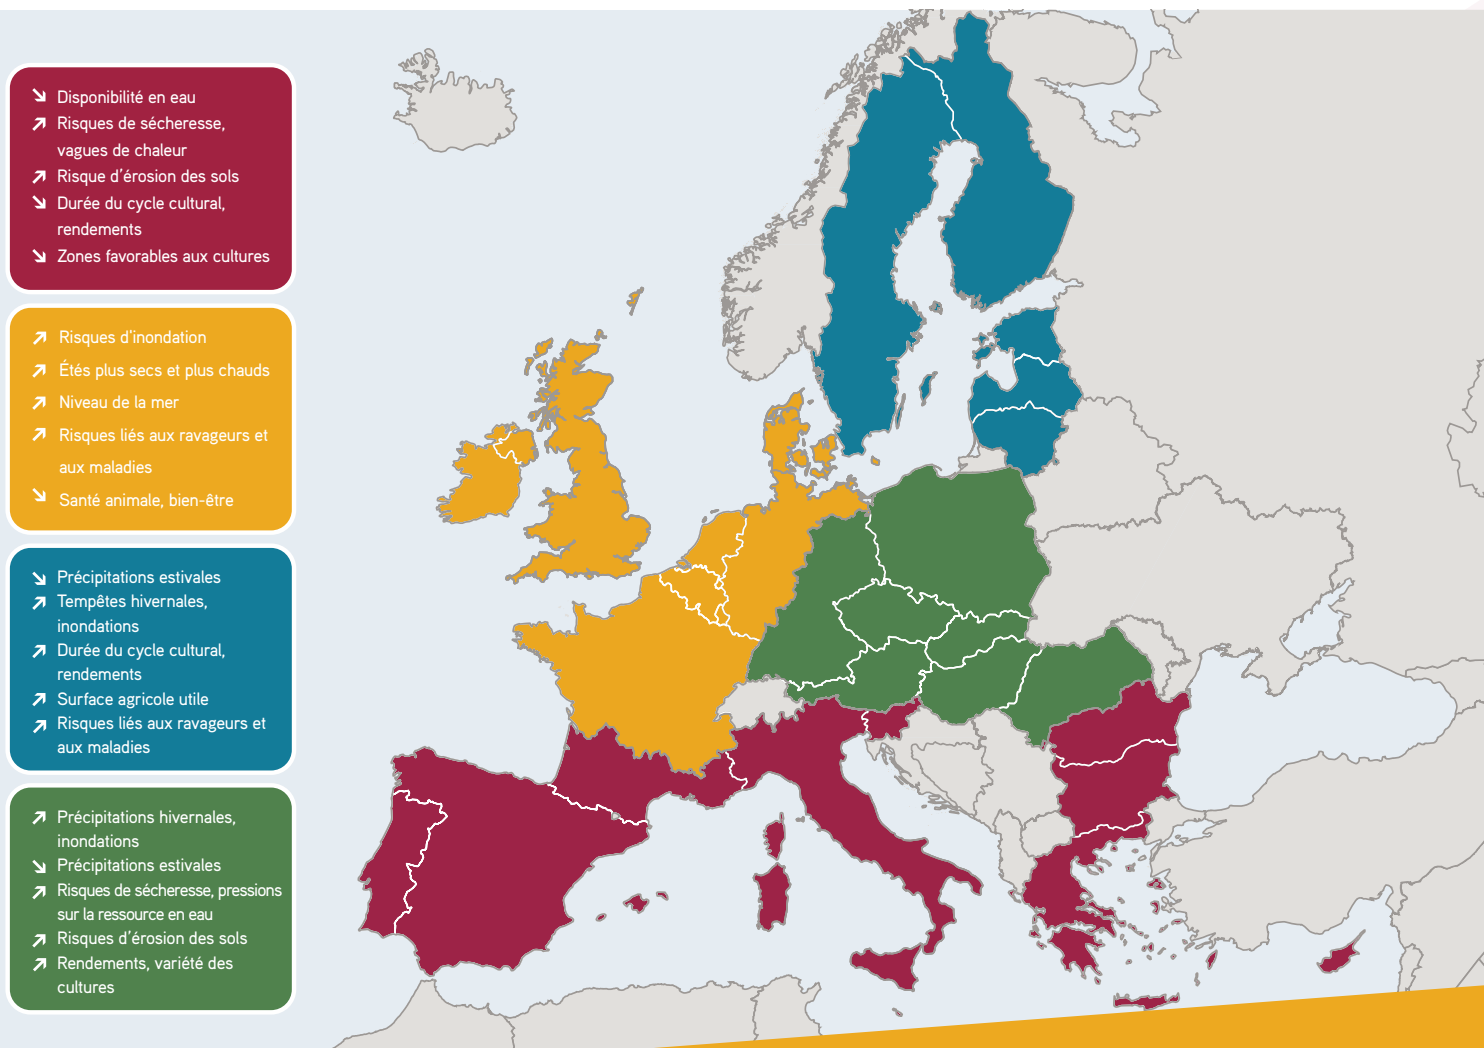 ↘ Disponibilité en eau
↗ Risques de sécheresse,
vagues de chaleur
↗ Risque d'érosion des sols
↘ Durée du cycle cultural,
rendements
↘ Zones favorables aux cultures
↗ Risques d'inondation
↗ Étés plus secs et plus chauds
↗ Niveau de la mer
↗ Risques liés aux ravageurs et
aux maladies
↘ Santé animale, bien-être
↘ Précipitations estivales
↗ Tempêtes hivernales,
inondations
↗ Durée du cycle cultural,
rendements
↗ Surface agricole utile
↗ Risques liés aux ravageurs et
aux maladies
↗ Précipitations hivernales,
inondations
↘ Précipitations estivales
↗ Risques de sécheresse, pressions
sur la ressource en eau
↗ Risques d'érosion des sols
↗ Rendements, variété des
cultures